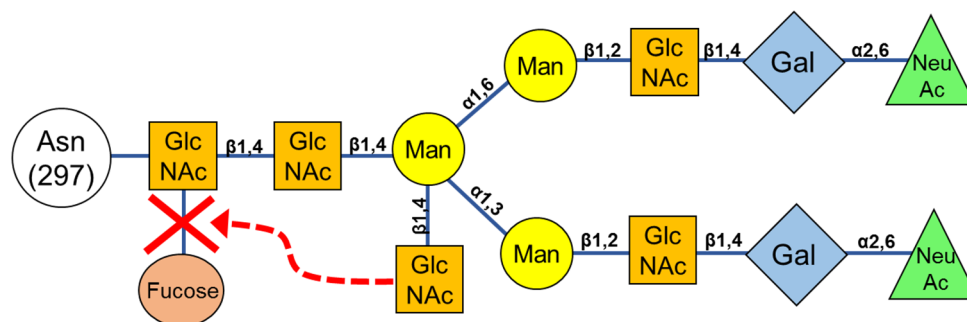 Asn
(297)
Glc
NAc
β1,4
Glc
NAc
β1,4
Man
α1,6
Man
β1,2
Glc
NAc
β1,4
Gal
α2,6
Neu
Ac
α1,3
Man
β1,2
Glc
NAc
β1,4
Gal
α2,6
Neu
Ac
β1,4
Glc
NAc
Fucose